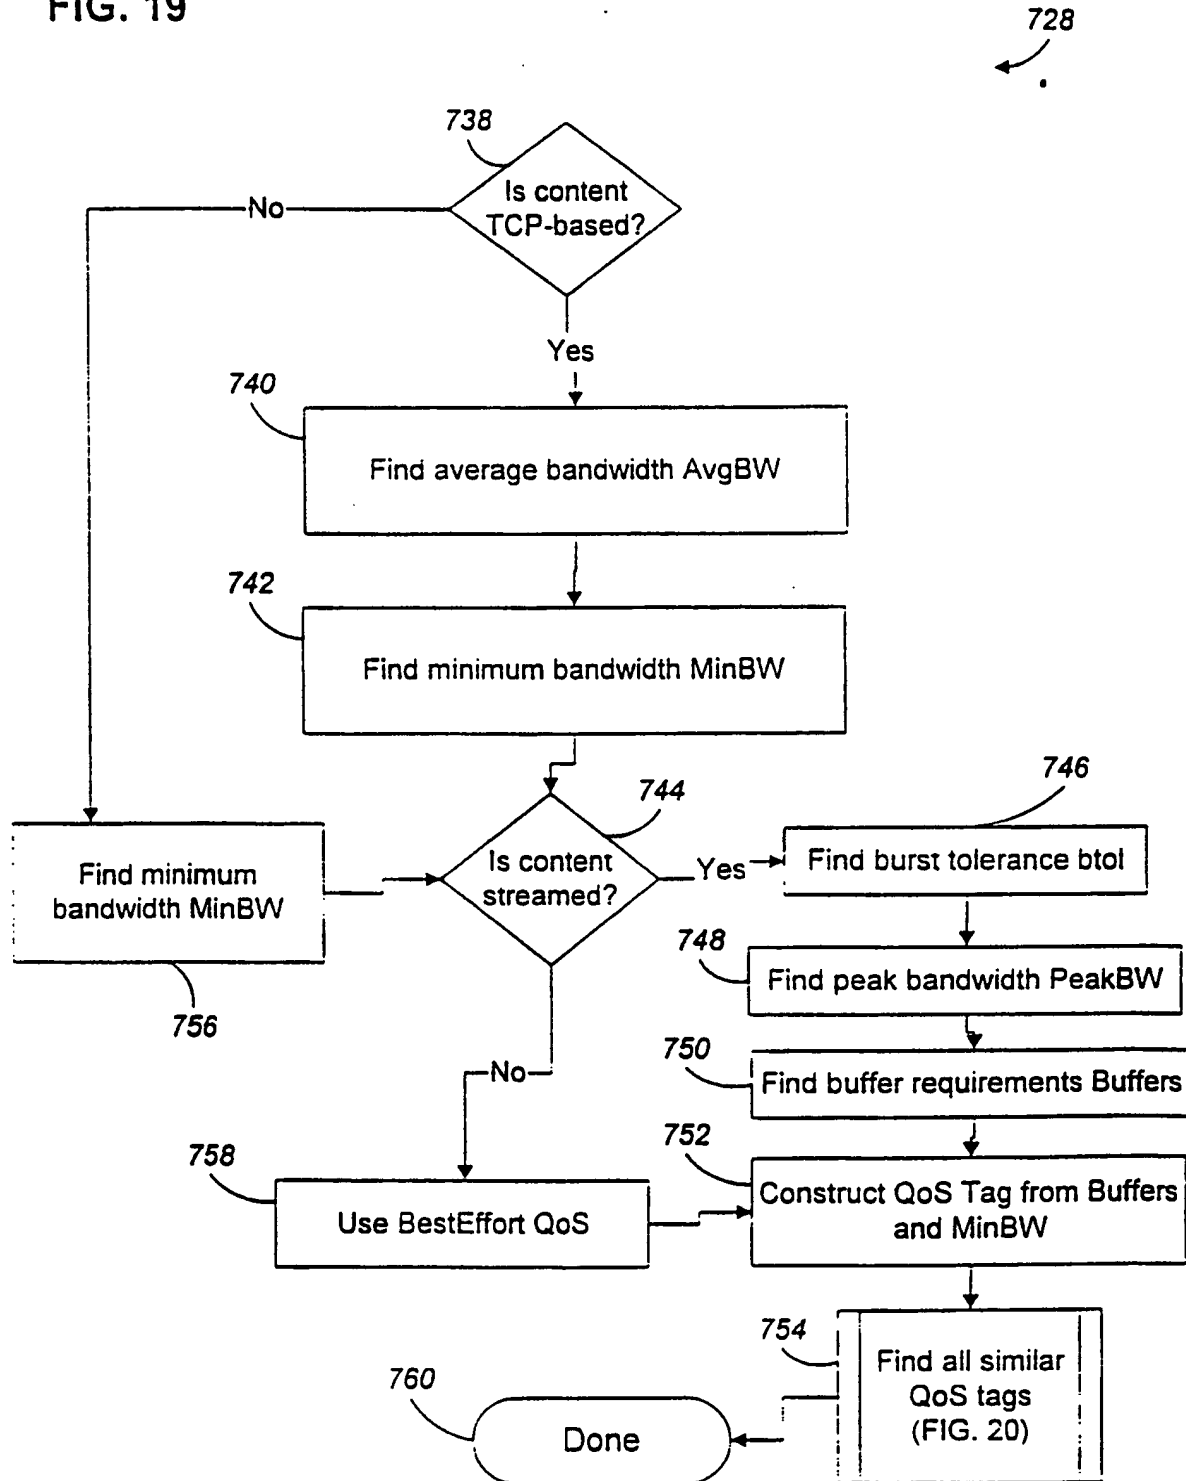 FIG. 19
728
738
Is content
TCP-based?
No
Yes
740
Find average bandwidth AvgBW
742
Find minimum bandwidth MinBW
744
746
Is content
streamed?
Yes
Find burst tolerance btol
Find minimum
bandwidth MinBW
756
748
Find peak bandwidth PeakBW
No
750
Find buffer requirements Buffers
752
758
Use BestEffort QoS
Construct QoS Tag from Buffers
and MinBW
754
Find all similar
QoS tags
(FIG. 20)
760
Done